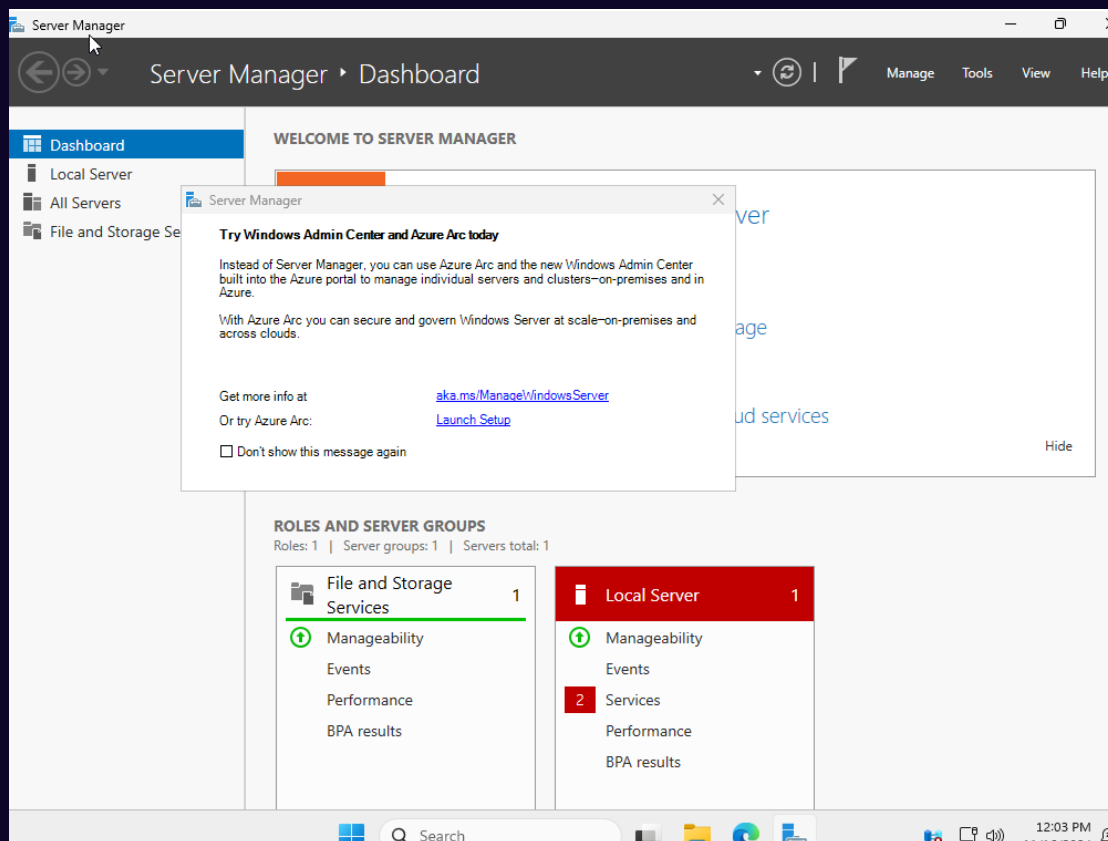 Server Manager
Server Manager ‣ Dashboard
Manage Tools View Help
Dashboard
Local Server
All Servers
File and Storage Se
WELCOME TO SERVER MANAGER
ver
age
ud services
Hide
Server Manager
Try Windows Admin Center and Azure Arc today
Instead of Server Manager, you can use Azure Arc and the new Windows Admin Center
built into the Azure portal to manage individual servers and clusters—on-premises and in
Azure.
With Azure Arc you can secure and govern Windows Server at scale—on-premises and
across clouds.
Get more info at aka.ms/ManageWindowsServer
Or try Azure Arc: Launch Setup
Don't show this message again
ROLES AND SERVER GROUPS
Roles: 1 | Server groups: 1 | Servers total: 1
File and Storage
Services 1
Manageability
Events
Performance
BPA results
Local Server 1
Manageability
Events
2 Services
Performance
BPA results
Search
12:03 PM